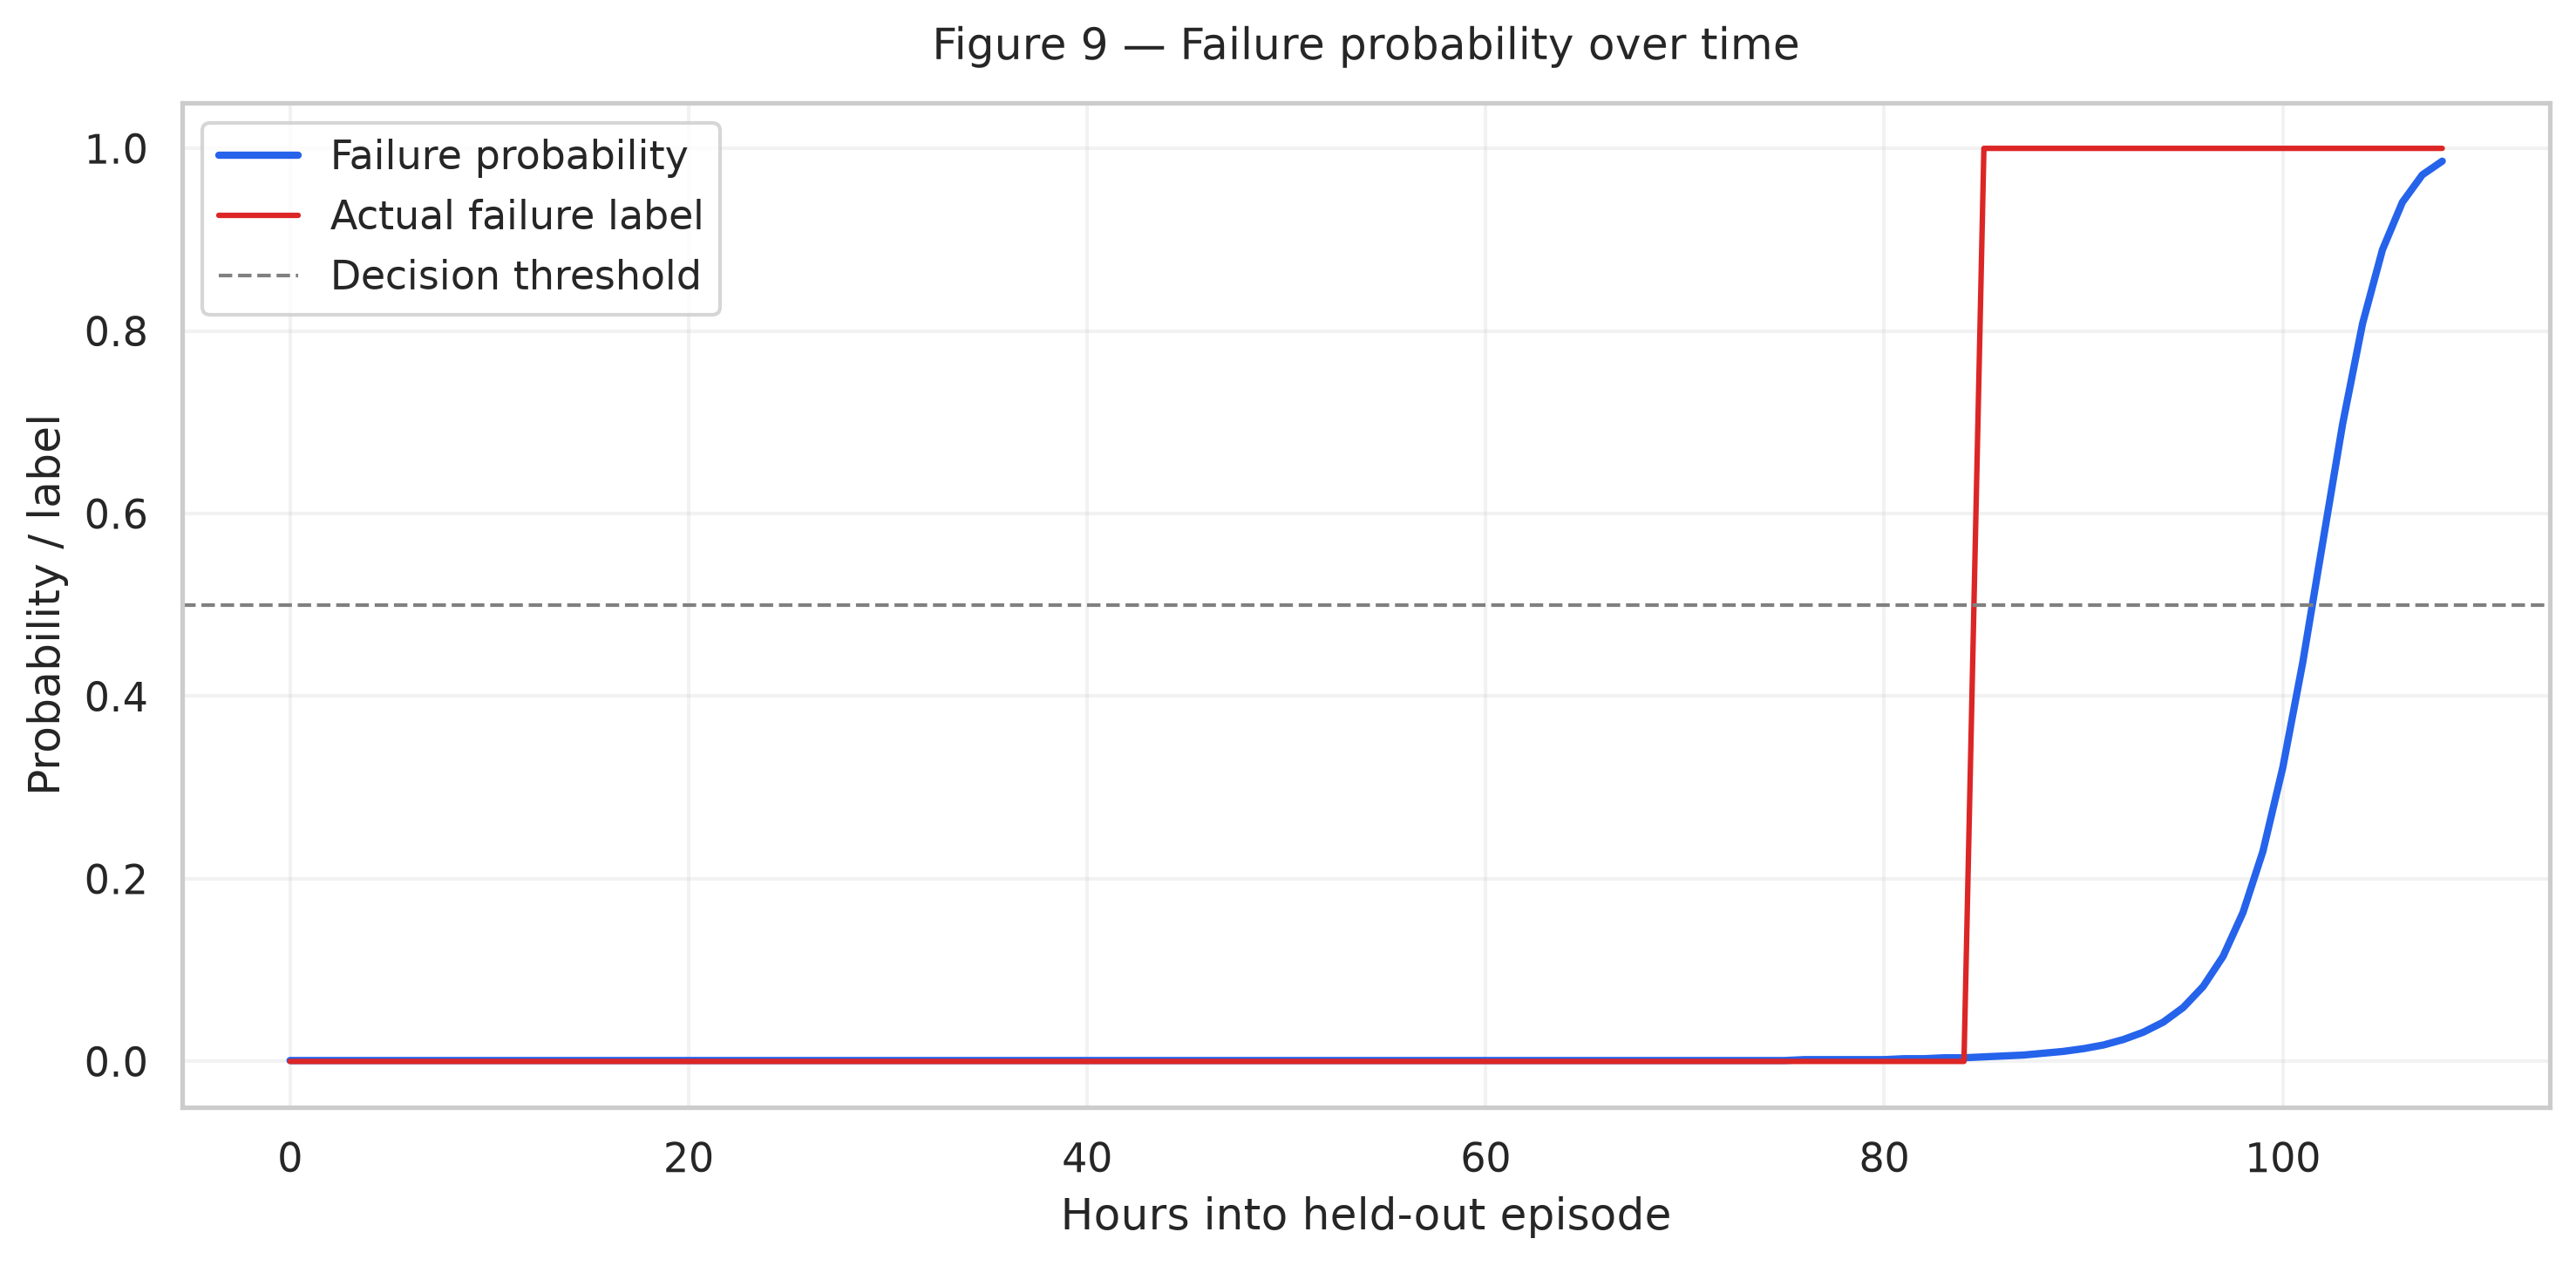 Figure 9 — Failure probability over time
Failure probability
Actual failure label
Decision threshold
1.0
0.8
0.6
0.4
0.2
0.0
Probability / label
0 20 40 60 80 100
Hours into held-out episode